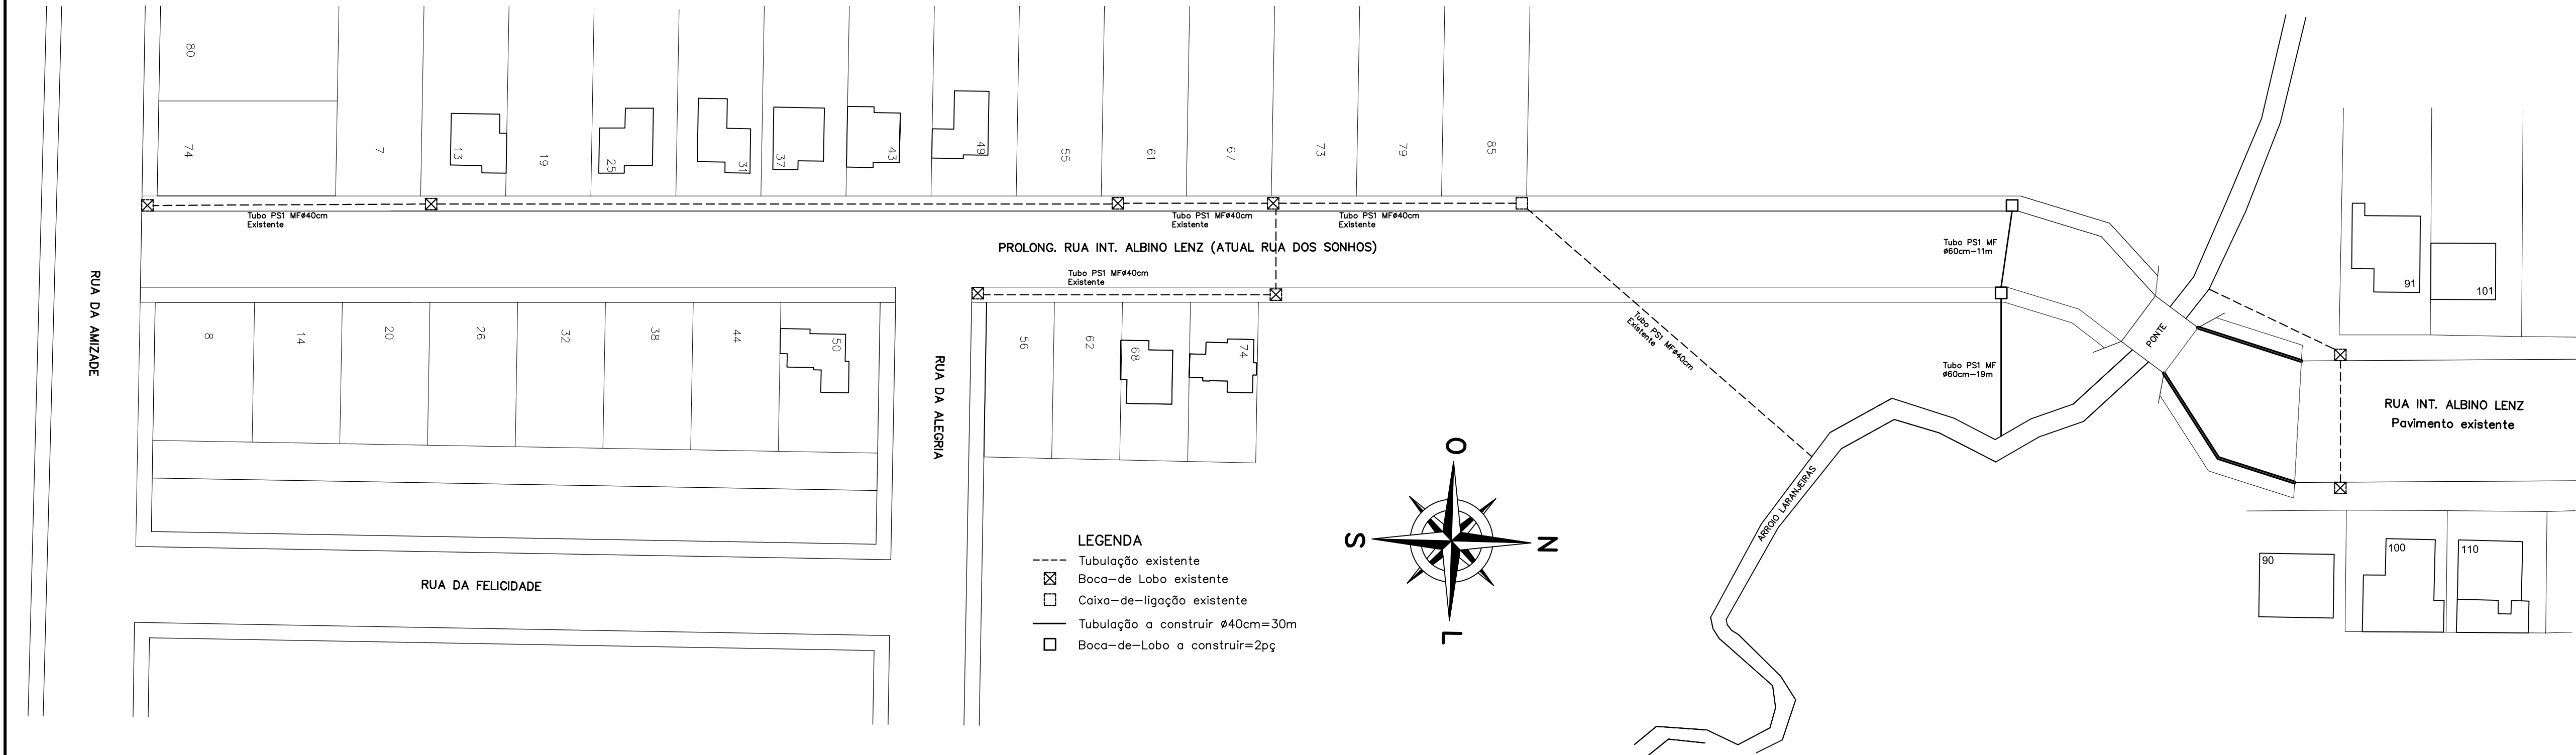 80
74
7
13
19
25
31
37
43
49
55
61
67
73
79
85
Tubo PS1 MFø40cm
Existente
Tubo PS1 MFø40cm
Existente
Tubo PS1 MFø40cm
Existente
PROLONG. RUA INT. ALBINO LENZ (ATUAL RUA DOS SONHOS)
Tubo PS1 MFø40cm
Existente
Tubo PS1 MF
ø60cm-11m
Tubo PS1 MF
ø60cm-19m
Tubo PS1 MFø40cm
Existente
PONTE
91
101
RUA INT. ALBINO LENZ
Pavimento existente
RUA DA AMIZADE
8
14
20
26
32
38
44
50
RUA DA ALEGRIA
56
62
68
74
ARROIO LARANJEIRAS
O
S
N
L
90
100
110
RUA DA FELICIDADE
LEGENDA
Tubulação existente
Boca-de Lobo existente
Caixa-de-ligação existente
Tubulação a construir ø40cm=30m
Boca-de-Lobo a construir=2pç